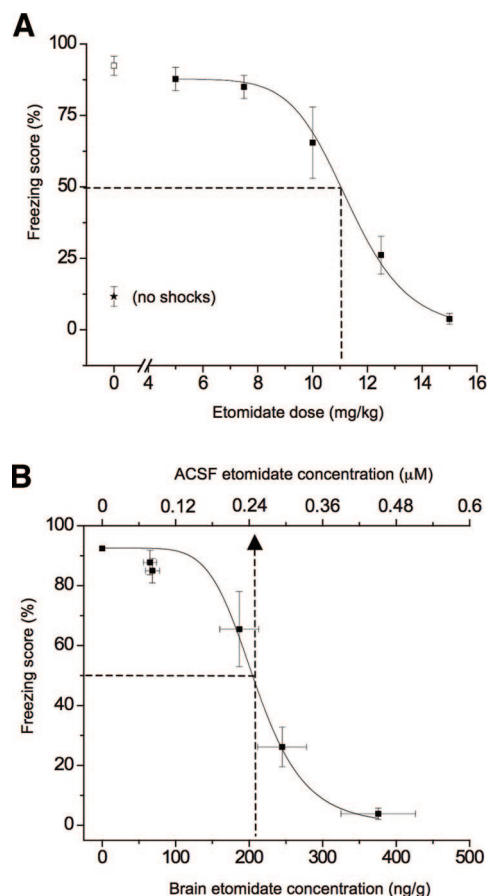 A
100
75
50
25
0
Freezing score (%)
(no shocks)
0 4 6 8 10 12 14 16
Etomidate dose (mg/kg)
B
ACSF etomidate concentration (μM)
0 0.12 0.24 0.36 0.48 0.6
100
80
60
40
20
0
Freezing score (%)
0 100 200 300 400 500
Brain etomidate concentration (ng/g)